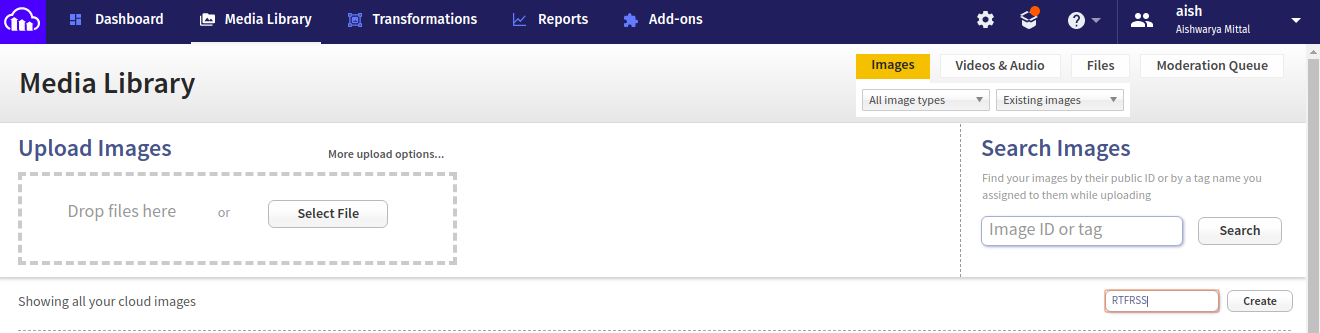 Dashboard
Media Library
Transformations
Reports
Add-ons
aish
Aishwarya Mittal
Media Library
Images
Videos & Audio
Files
Moderation Queue
All image types
Existing images
Upload Images
More upload options...
Drop files here
or
Select File
Search Images
Find your images by their public ID or by a tag name you
assigned to them while uploading
Image ID or tag
Search
Showing all your cloud images
RTFRSS
Create